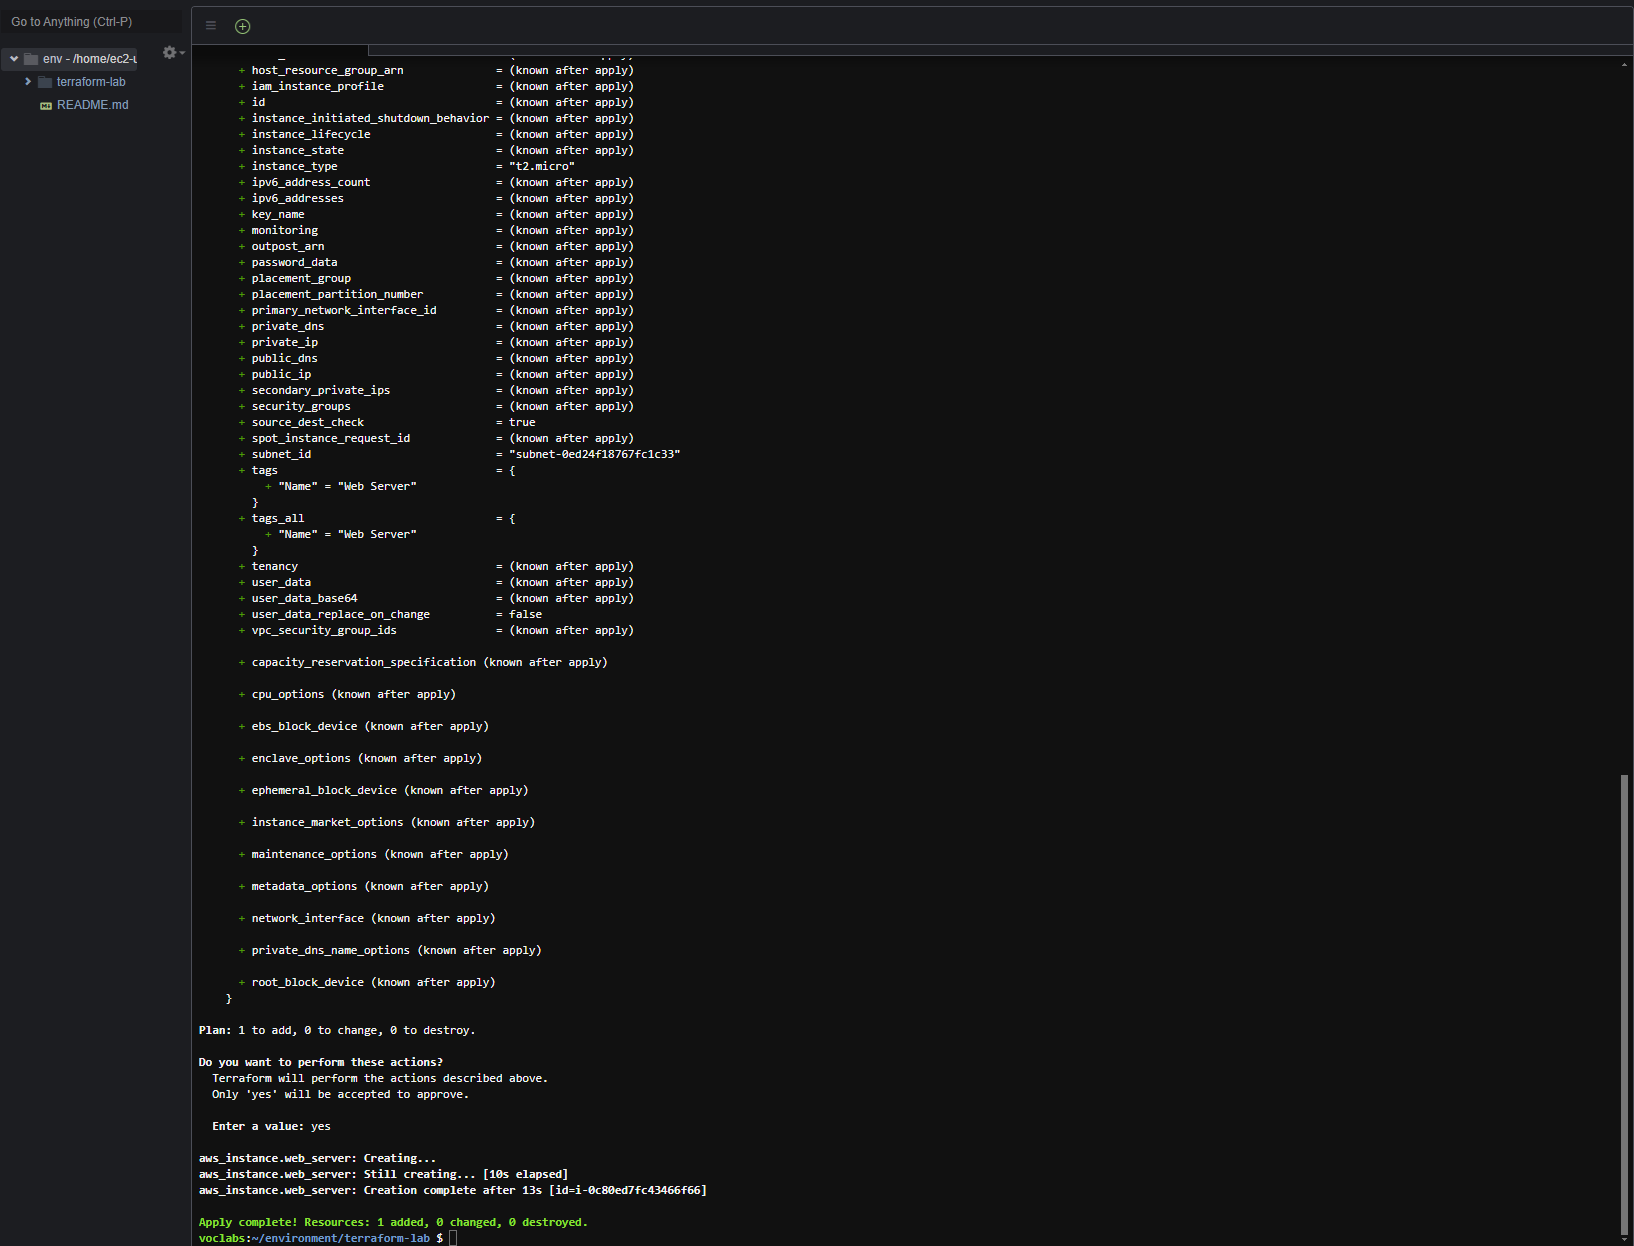 Go to Anything (Ctrl-P)
env - /home/ec2-u
terraform-lab
README.md
+ host_resource_group_arn = (known after apply)
+ iam_instance_profile = (known after apply)
+ id = (known after apply)
+ instance_initiated_shutdown_behavior = (known after apply)
+ instance_lifecycle = (known after apply)
+ instance_state = (known after apply)
+ instance_type = "t2.micro"
+ ipv6_address_count = (known after apply)
+ ipv6_addresses = (known after apply)
+ key_name = (known after apply)
+ monitoring = (known after apply)
+ outpost_arn = (known after apply)
+ password_data = (known after apply)
+ placement_group = (known after apply)
+ placement_partition_number = (known after apply)
+ primary_network_interface_id = (known after apply)
+ private_dns = (known after apply)
+ private_ip = (known after apply)
+ public_dns = (known after apply)
+ public_ip = (known after apply)
+ secondary_private_ips = (known after apply)
+ security_groups = (known after apply)
+ source_dest_check = true
+ spot_instance_request_id = (known after apply)
+ subnet_id = "subnet-0ed24f18767fc1c33"
+ tags = {
+ "Name" = "Web Server"
}
+ tags_all = {
+ "Name" = "Web Server"
}
+ tenancy = (known after apply)
+ user_data = (known after apply)
+ user_data_base64 = (known after apply)
+ user_data_replace_on_change = false
+ vpc_security_group_ids = (known after apply)
+ capacity_reservation_specification (known after apply)
+ cpu_options (known after apply)
+ ebs_block_device (known after apply)
+ enclave_options (known after apply)
+ ephemeral_block_device (known after apply)
+ instance_market_options (known after apply)
+ maintenance_options (known after apply)
+ metadata_options (known after apply)
+ network_interface (known after apply)
+ private_dns_name_options (known after apply)
+ root_block_device (known after apply)
}
Plan: 1 to add, 0 to change, 0 to destroy.
Do you want to perform these actions?
Terraform will perform the actions described above.
Only 'yes' will be accepted to approve.
Enter a value: yes
aws_instance.web_server: Creating...
aws_instance.web_server: Still creating... [10s elapsed]
aws_instance.web_server: Creation complete after 13s [id=i-0c80ed7fc43466f66]
Apply complete! Resources: 1 added, 0 changed, 0 destroyed.
voclabs:~/environment/terraform-lab $